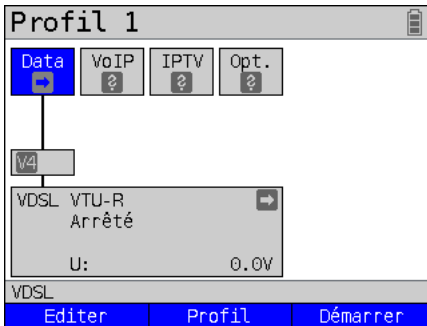 Profil 1
Data VoIP IPTV Opt.
? ? ?
V4
VDSL VTU-R
Arrêté
U: 0.0V
VDSL
Editer Profil Démarrer